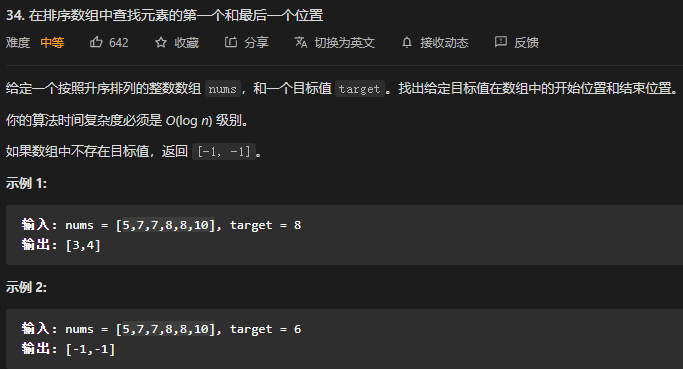 34. 在排序数组中查找元素的第一个和最后一个位置
难度 中等 642 收藏 分享 切换为英文 接收动态 反馈
给定一个按照升序排列的整数数组 nums，和一个目标值 target。找出给定目标值在数组中的开始位置和结束位置。
你的算法时间复杂度必须是 O(log n) 级别。
如果数组中不存在目标值，返回 [-1, -1]。
示例 1:
输入: nums = [5,7,7,8,8,10], target = 8
输出: [3,4]
示例 2:
输入: nums = [5,7,7,8,8,10], target = 6
输出: [-1,-1]